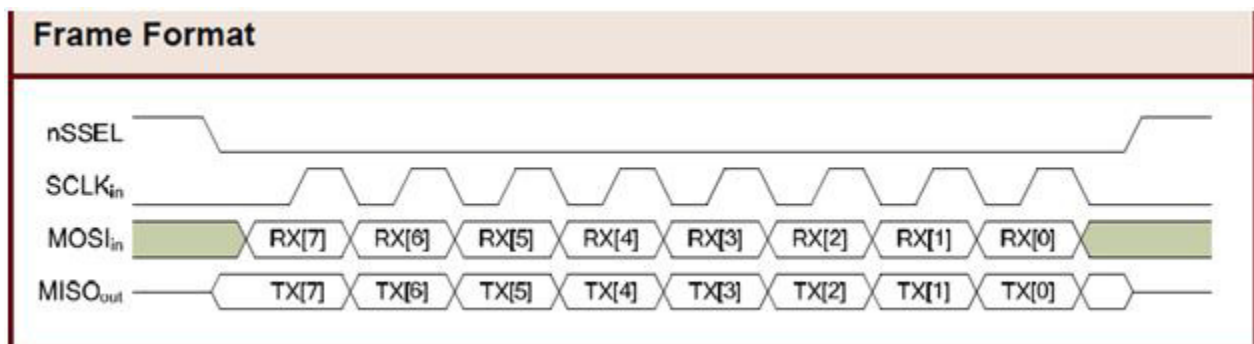 Frame Format
nSSEL
SCLKin
MOSIin RX[7] RX[6] RX[5] RX[4] RX[3] RX[2] RX[1] RX[0]
MISOout TX[7] TX[6] TX[5] TX[4] TX[3] TX[2] TX[1] TX[0]